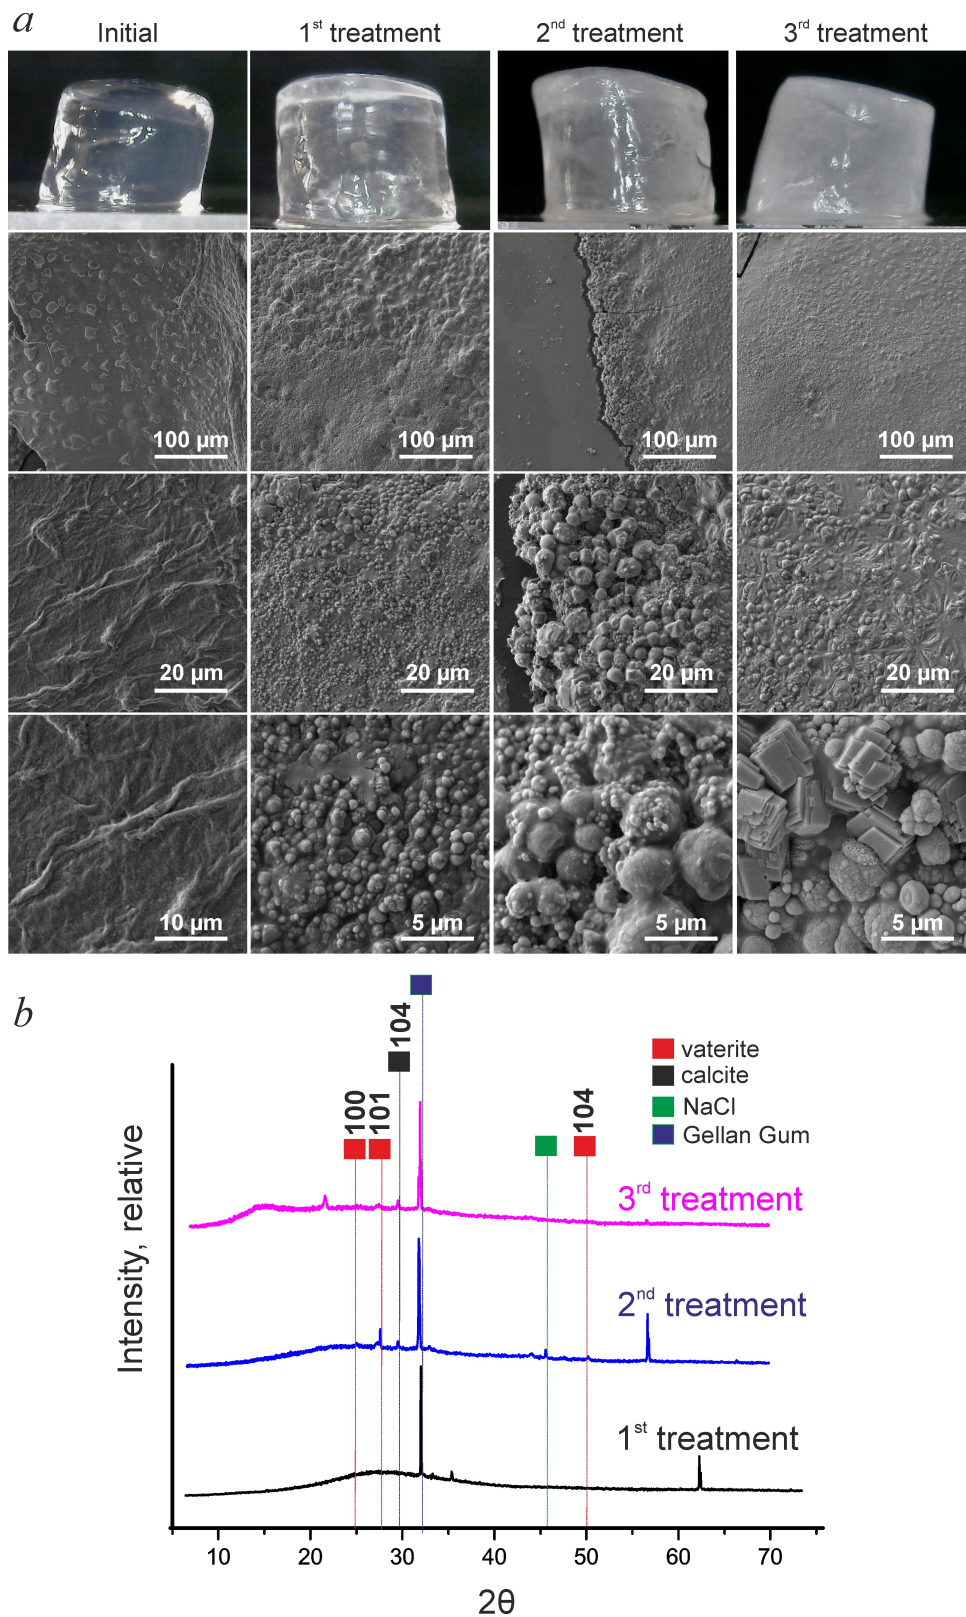 a
Initial
1st treatment
2nd treatment
3rd treatment
100 µm
100 µm
100 µm
100 µm
20 µm
20 µm
20 µm
20 µm
10 µm
5 µm
5 µm
5 µm
b
Intensity, relative
100
101
104
104
vaterite
calcite
NaCl
Gellan Gum
3rd treatment
2nd treatment
1st treatment
10 20 30 40 50 60 70
2θ